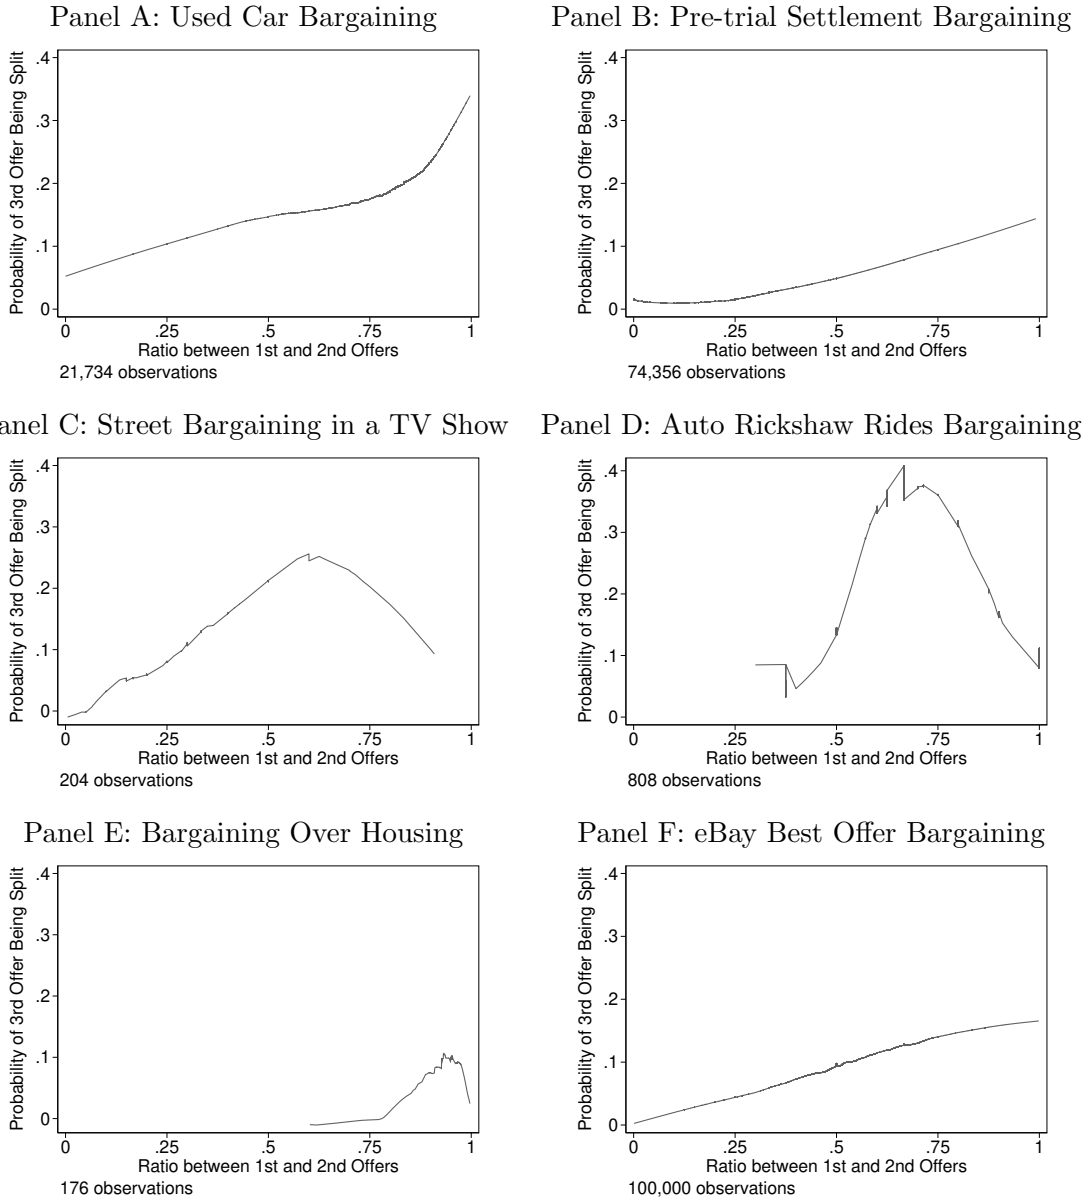 Panel A: Used Car Bargaining
Probability of 3rd Offer Being Split
.4
.3
.2
.1
0
0 .25 .5 .75 1
Ratio between 1st and 2nd Offers
21,734 observations
Panel B: Pre-trial Settlement Bargaining
Probability of 3rd Offer Being Split
.4
.3
.2
.1
0
0 .25 .5 .75 1
Ratio between 1st and 2nd Offers
74,356 observations
anel C: Street Bargaining in a TV Show
Probability of 3rd Offer Being Split
.4
.3
.2
.1
0
0 .25 .5 .75 1
Ratio between 1st and 2nd Offers
204 observations
Panel D: Auto Rickshaw Rides Bargaining
Probability of 3rd Offer Being Split
.4
.3
.2
.1
0
0 .25 .5 .75 1
Ratio between 1st and 2nd Offers
808 observations
Panel E: Bargaining Over Housing
Probability of 3rd Offer Being Split
.4
.3
.2
.1
0
0 .25 .5 .75 1
Ratio between 1st and 2nd Offers
176 observations
Panel F: eBay Best Offer Bargaining
Probability of 3rd Offer Being Split
.4
.3
.2
.1
0
0 .25 .5 .75 1
Ratio between 1st and 2nd Offers
100,000 observations